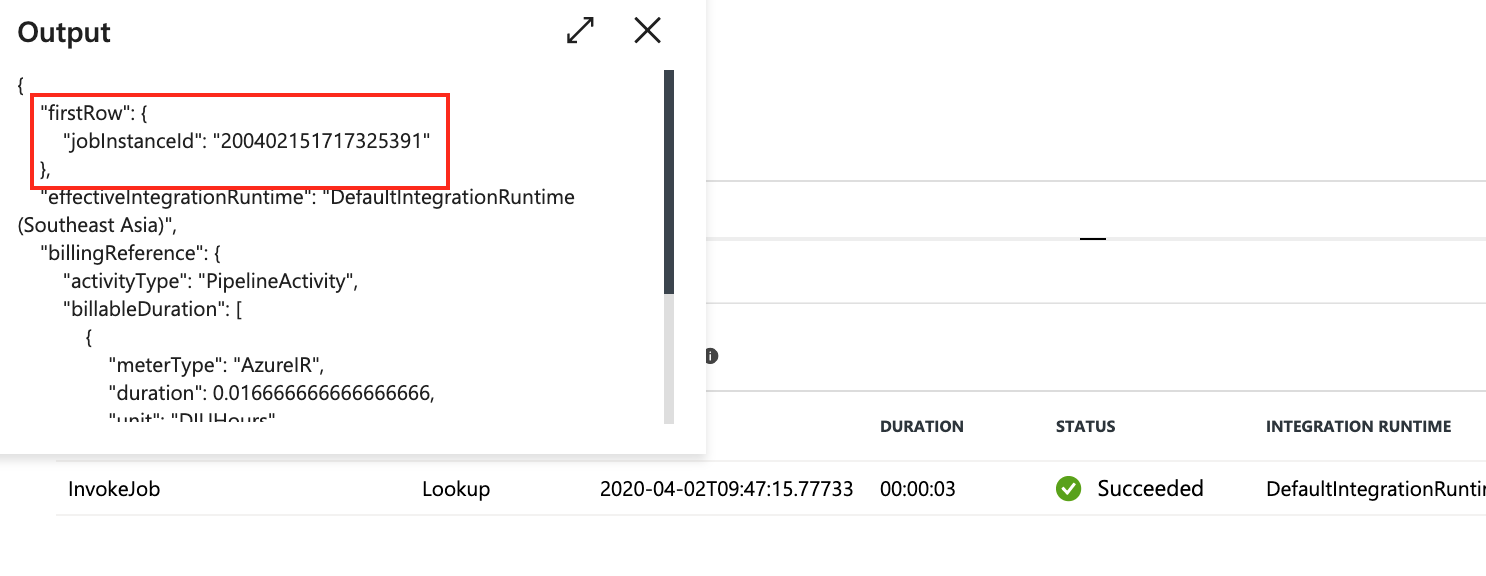 Output
{
"firstRow": {
"jobInstanceId": "200402151717325391"
},
"effectiveIntegrationRuntime": "DefaultIntegrationRuntime
(Southeast Asia)",
"billingReference": {
"activityType": "PipelineActivity",
"billableDuration": [
{
"meterType": "AzureIR",
"duration": 0.016666666666666666,
"unit": "DIUHours"
DURATION STATUS INTEGRATION RUNTIME
InvokeJob Lookup 2020-04-02T09:47:15.77733 00:00:03 Succeeded DefaultIntegrationRuntin